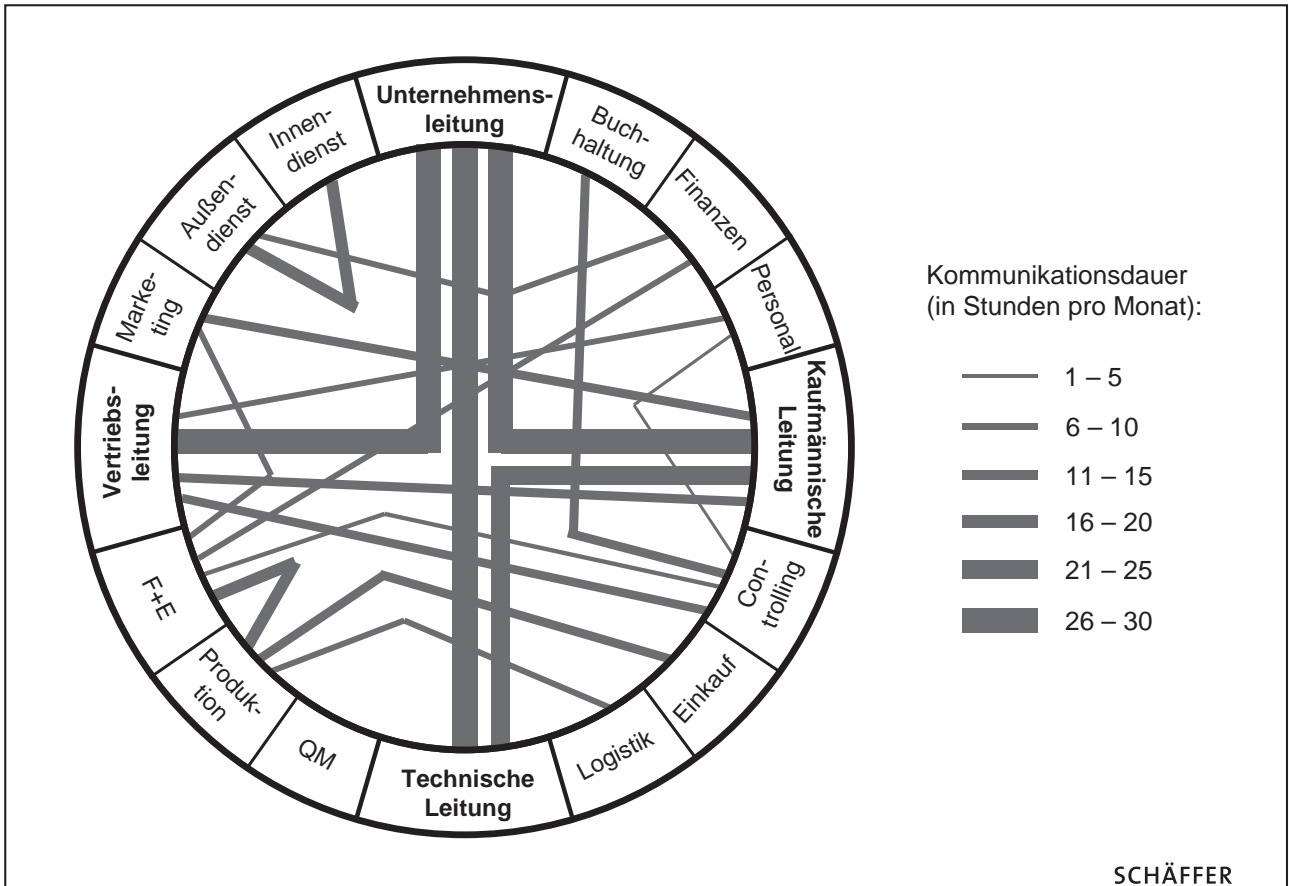 Unternehmens-
leitung
Buch-
haltung
Finanzen
Personal
Kaufmännische
Leitung
Con-
trolling
Einkauf
Logistik
Technische
Leitung
QM
Produk-
tion
F+E
Vertriebs-
leitung
Marke-
ting
Außen-
dienst
Innen-
dienst
Kommunikationsdauer
(in Stunden pro Monat):
1 – 5
6 – 10
11 – 15
16 – 20
21 – 25
26 – 30
SCHÄFFER